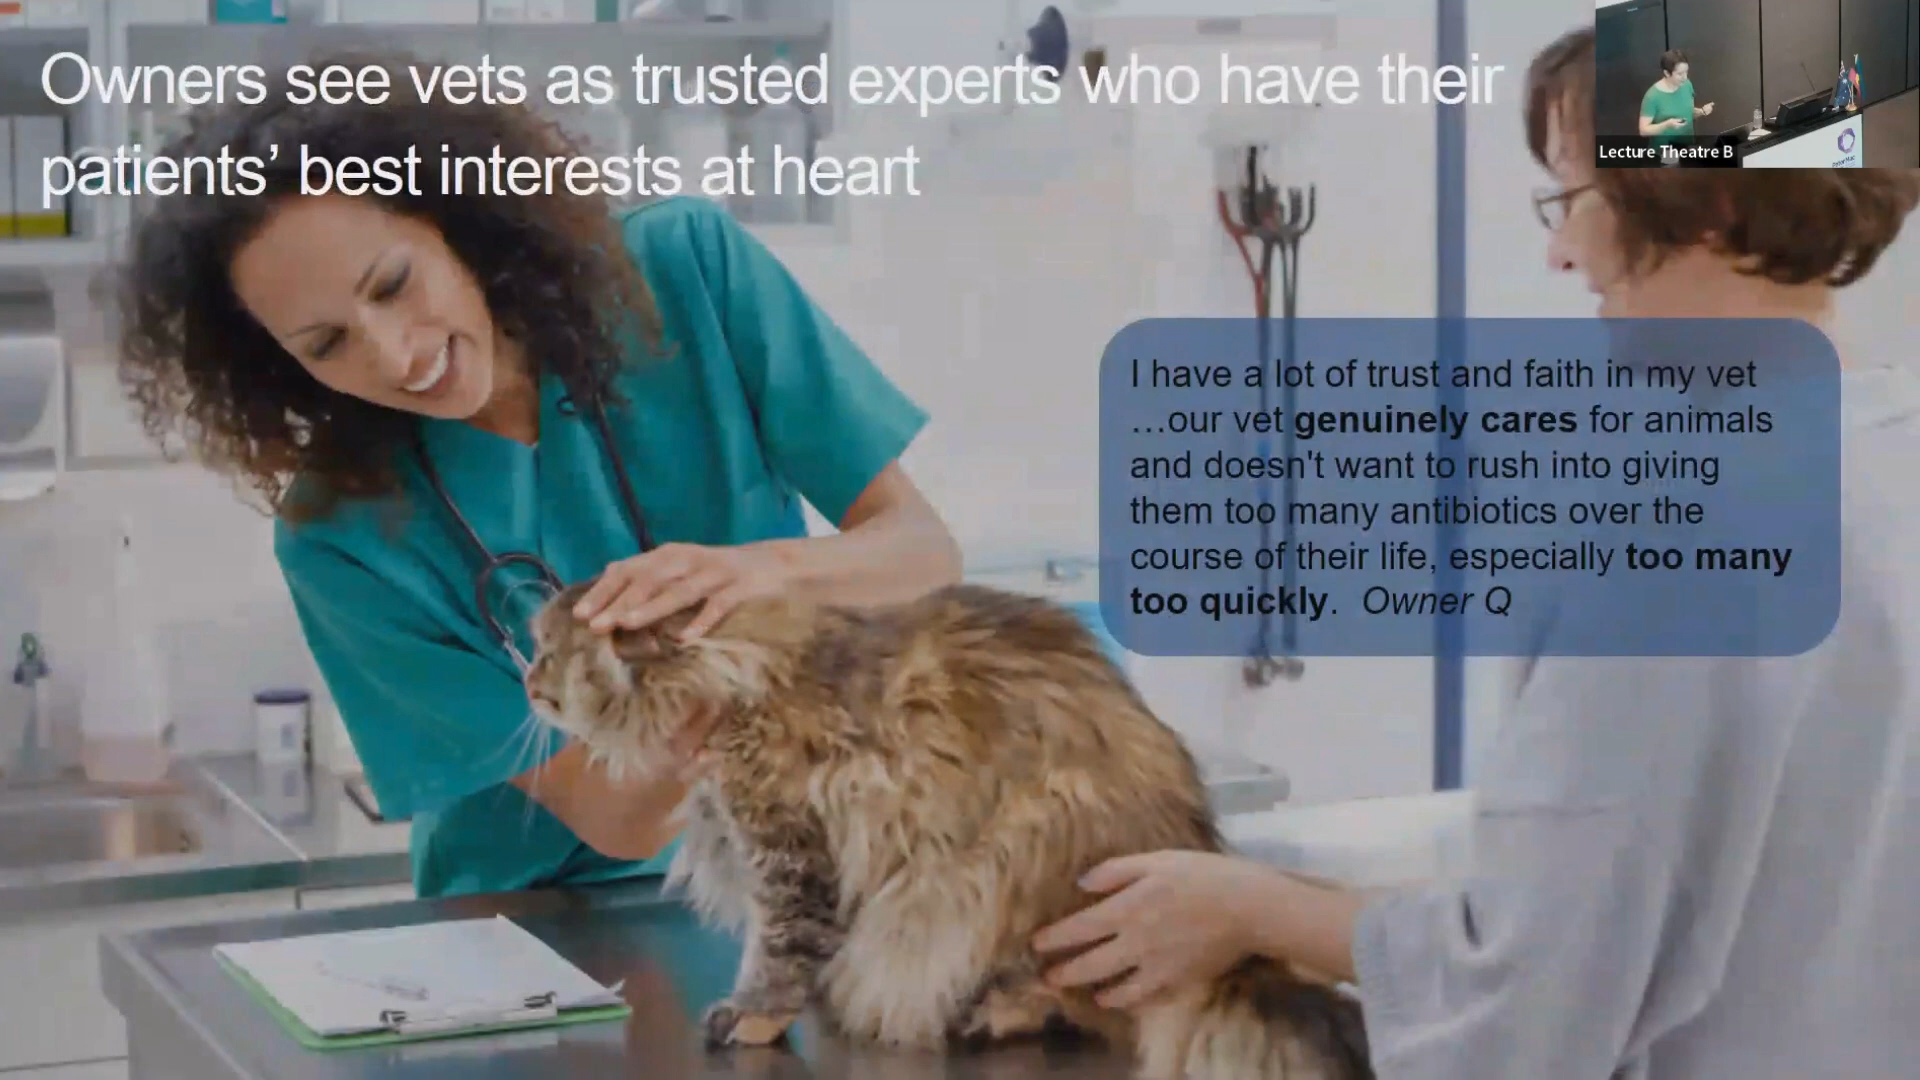 Owners see vets as trusted experts who have their
patients’ best interests at heart
Lecture Theatre B
I have a lot of trust and faith in my vet
…our vet genuinely cares for animals
and doesn't want to rush into giving
them too many antibiotics over the
course of their life, especially too many
too quickly. Owner Q